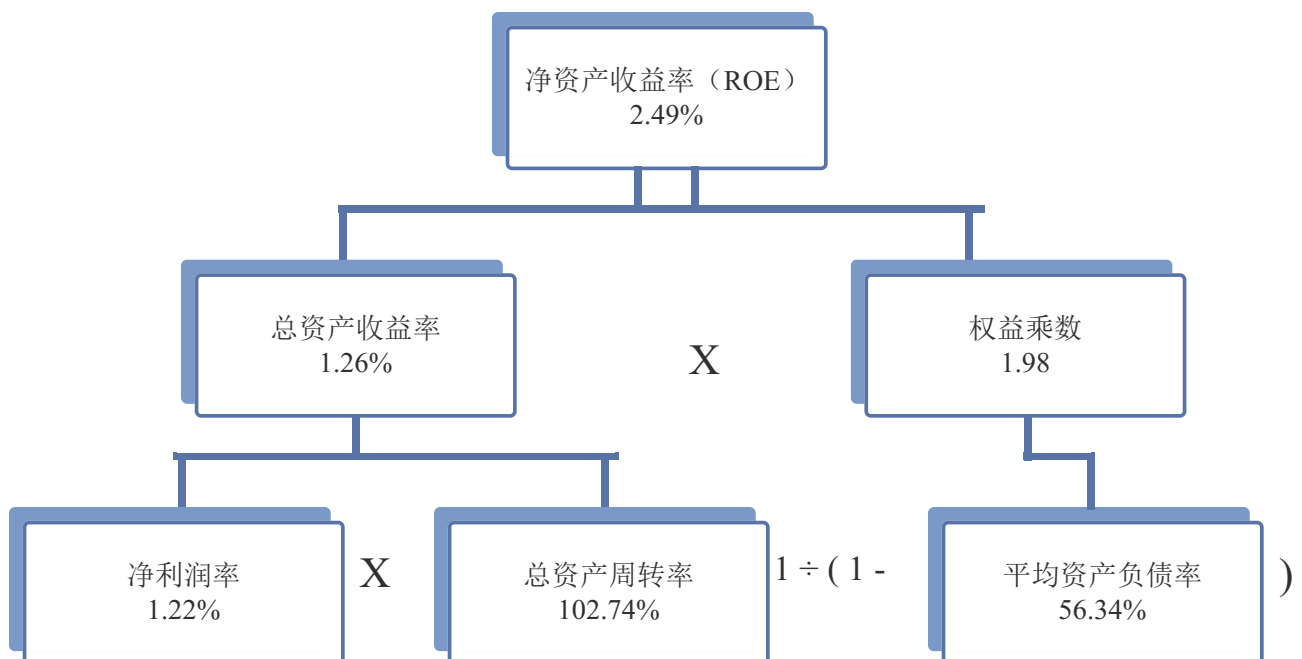 净资产收益率（ROE）
2.49%
总资产收益率
1.26%
X
权益乘数
1.98
净利润率
1.22%
X
总资产周转率
102.74%
1 ÷ ( 1 -
平均资产负债率
56.34%
)